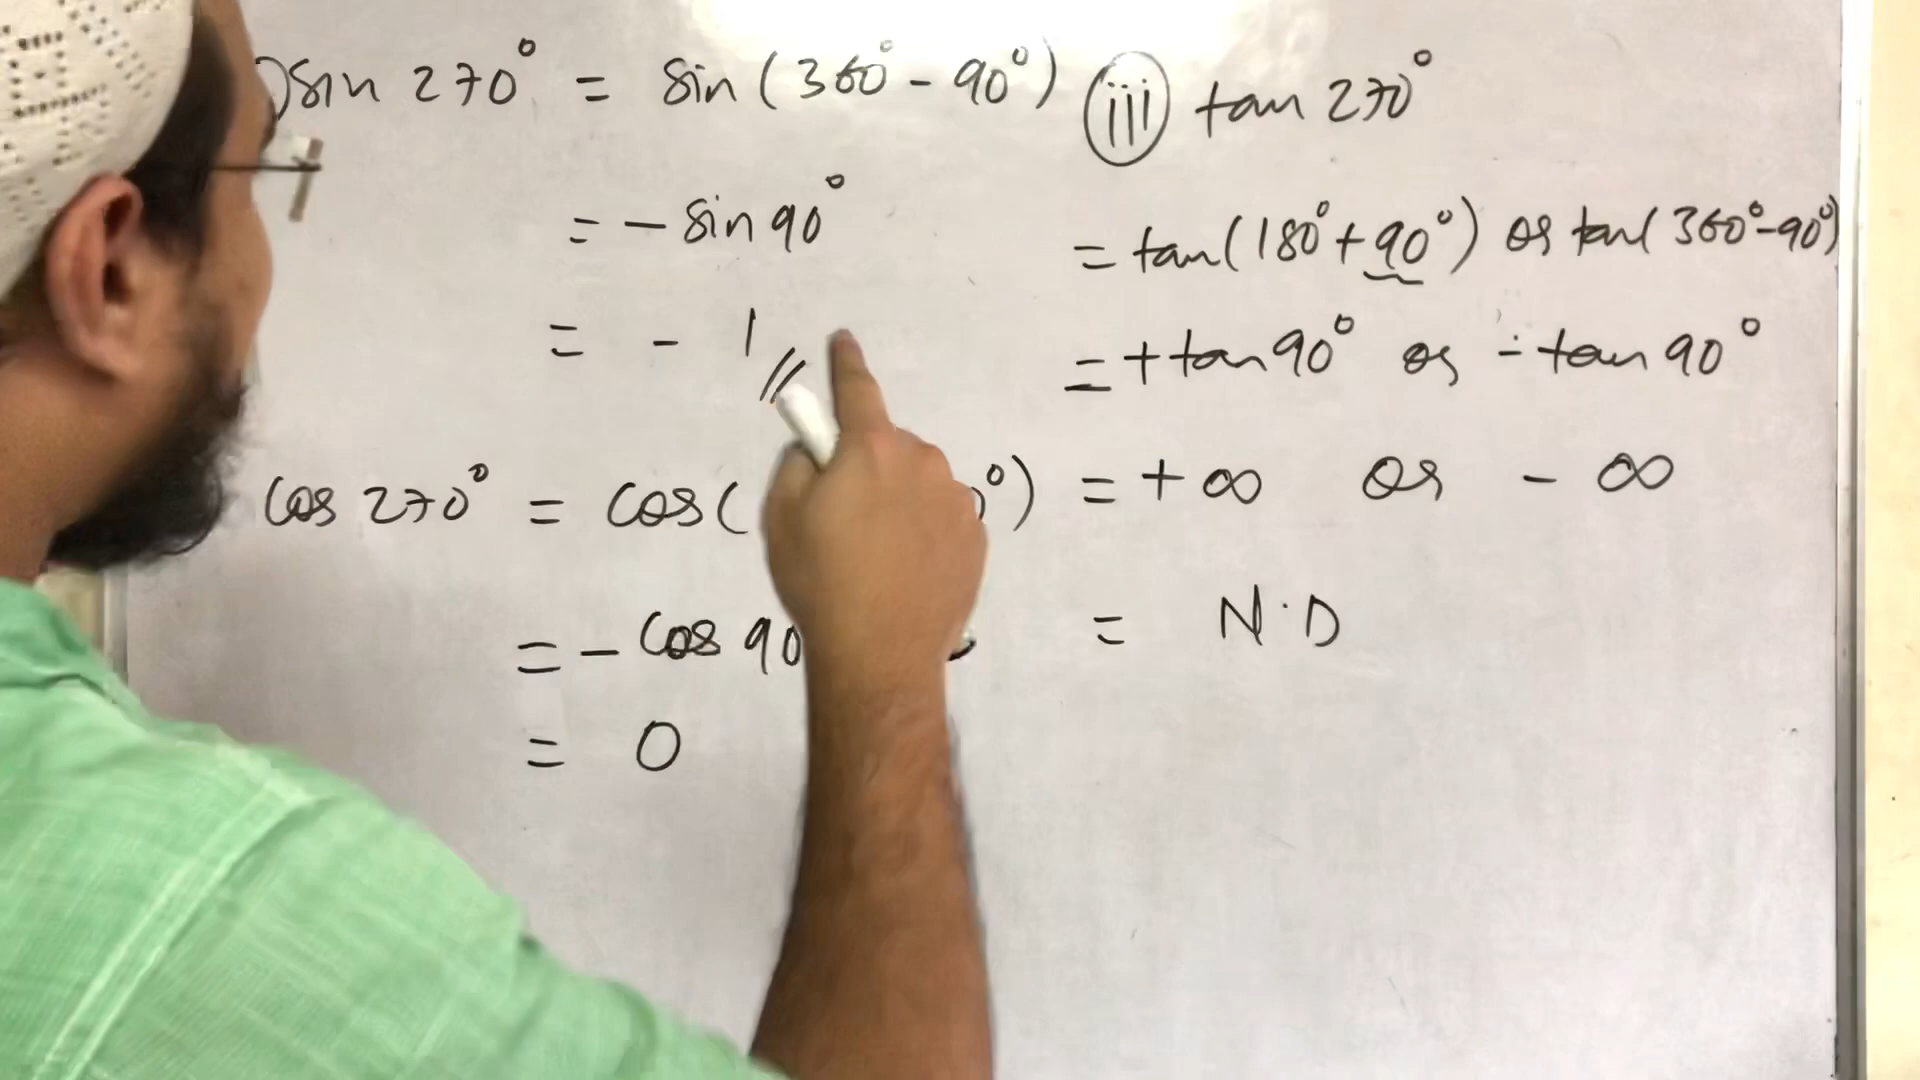 ) sin 270° = sin (360° - 90°)
= - sin 90°
= - 1 //
cos 270° = cos( °)
= - cos 90
= 0
(iii) tan 270°
= tan(180° + 90°) or tan(360° - 90°)
= + tan 90° or - tan 90°
= + ∞ or - ∞
= N·D